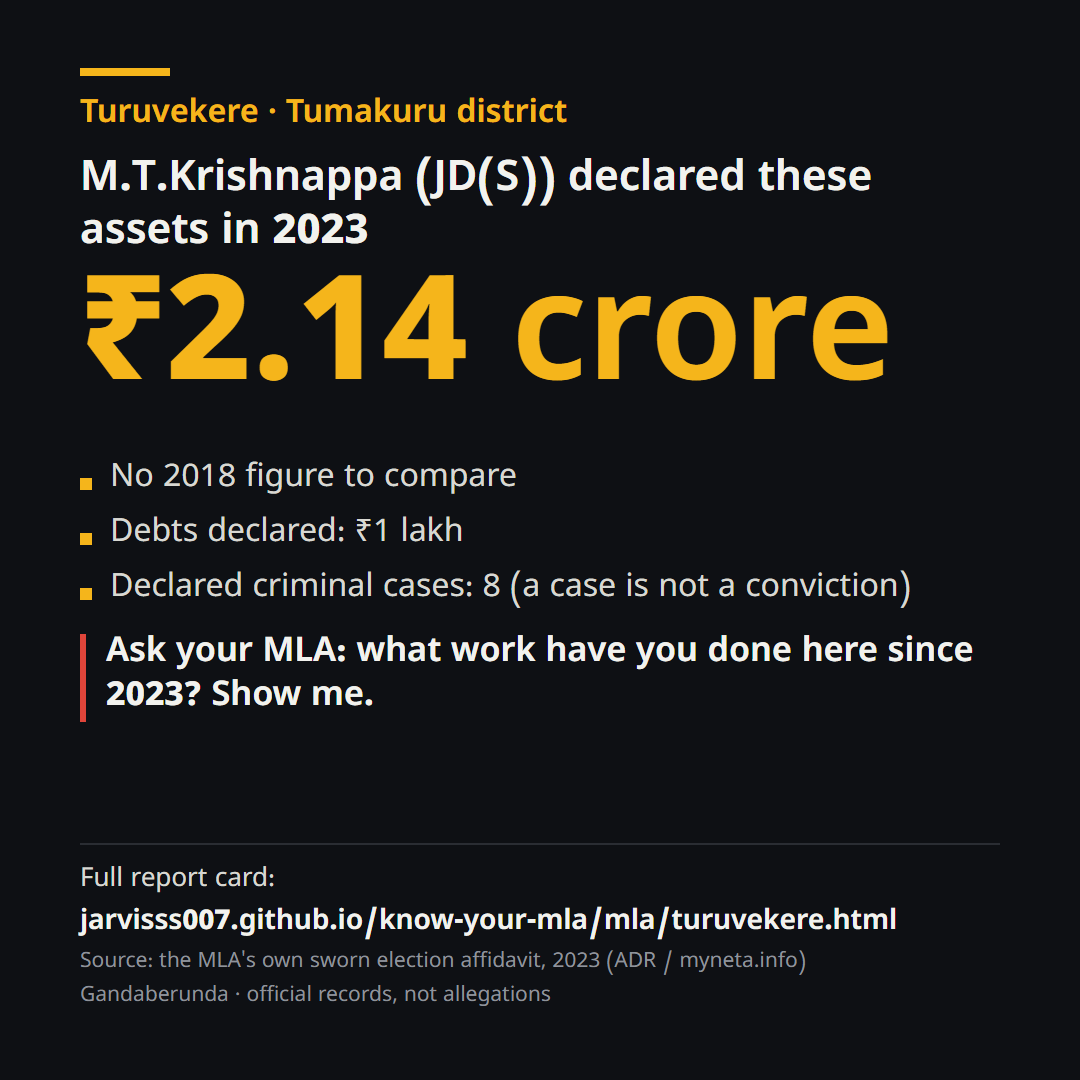 Turuvekere · Tumakuru district
M.T.Krishnappa (JD(S)) declared these
assets in 2023
₹2.14 crore
No 2018 figure to compare
Debts declared: ₹1 lakh
Declared criminal cases: 8 (a case is not a conviction)
Ask your MLA: what work have you done here since
2023? Show me.
Full report card:
jarvisss007.github.io/know-your-mla/mla/turuvekere.html
Source: the MLA's own sworn election affidavit, 2023 (ADR / myneta.info)
Gandaberunda · official records, not allegations